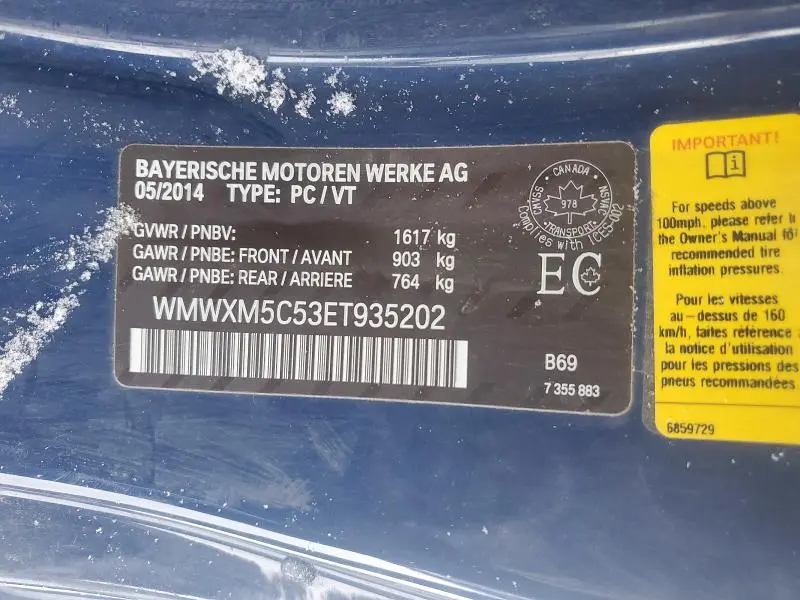 BAYERISCHE MOTOREN WERKE AG
05/2014 TYPE: PC/VT
GVWR / PNBV: 1617 kg
GAWR / PNBE: FRONT / AVANT 903 kg
GAWR / PNBE: REAR / ARRIERE 764 kg
WMWXM5C53ET935202
CANADA
CMVSS NSVAC
978
TRANSPORT
Complies with ICES-002
EC
B69
7 355 883
IMPORTANT!
i
For speeds above
100mph, please refer
the Owner's Manual
recommended tire
inflation pressures.
Pour les vitesses
au-dessus de 160
km/h, faites référence
la notice d'utilisation
pour les pressions des
pneus recommandées
6859729